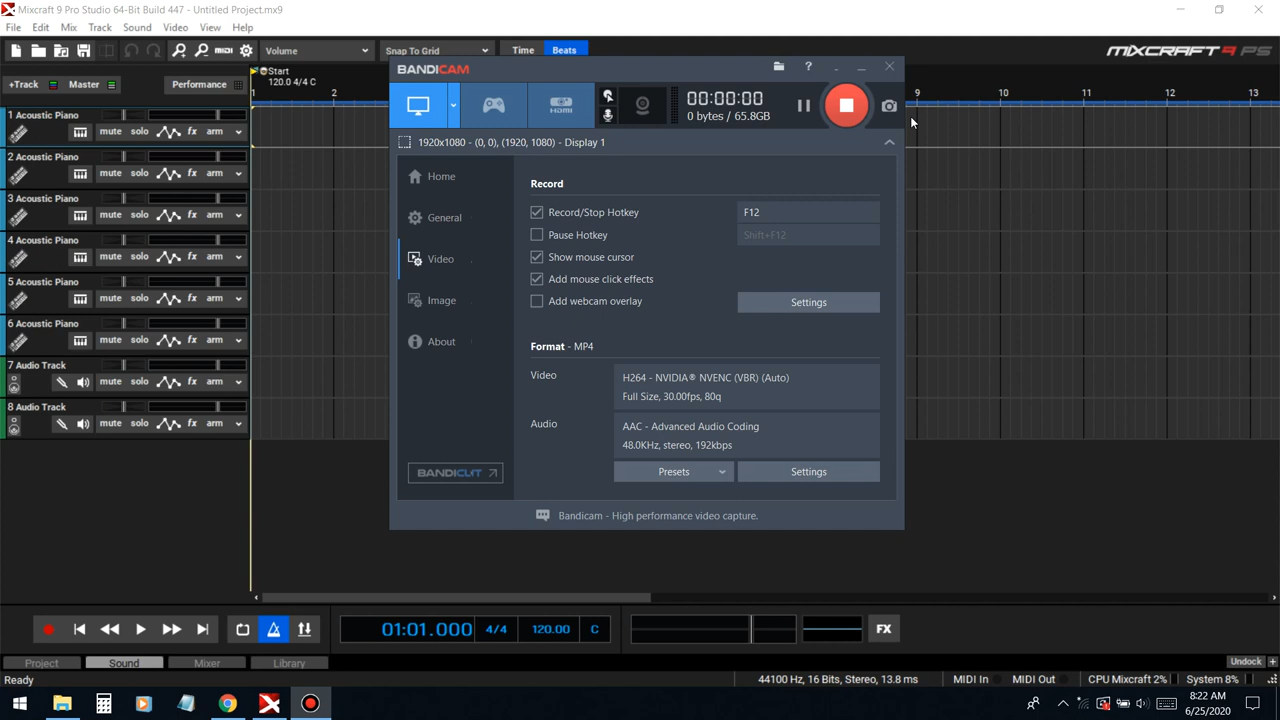 Mixcraft 9 Pro Studio 64-Bit Build 447 - Untitled Project.mx9
File Edit Mix Track Sound Video View Help
MIDI Volume Snap To Grid Time Beats MIXCRAFT 9 PS
+Track Master Performance
Start
120.0 4/4 C
1 2 9 10 11 12 13
1 Acoustic Piano
mute solo fx arm
2 Acoustic Piano
mute solo fx arm
3 Acoustic Piano
mute solo fx arm
4 Acoustic Piano
mute solo fx arm
5 Acoustic Piano
mute solo fx arm
6 Acoustic Piano
mute solo fx arm
7 Audio Track
mute solo fx arm
8 Audio Track
mute solo fx arm
BANDICAM ?
HDMI
00:00:00
0 bytes / 65.8GB
1920x1080 - (0, 0), (1920, 1080) - Display 1
Home
General
Video
Image
About
BANDICUT
Record
Record/Stop Hotkey F12
Pause Hotkey Shift+F12
Show mouse cursor
Add mouse click effects
Add webcam overlay Settings
Format - MP4
Video
H264 - NVIDIA® NVENC (VBR) (Auto)
Full Size, 30.00fps, 80q
Audio
AAC - Advanced Audio Coding
48.0KHz, stereo, 192kbps
Presets Settings
Bandicam - High performance video capture.
01:01.000 4/4 120.00 C FX
Project Sound Mixer Library Undock +
Ready 44100 Hz, 16 Bits, Stereo, 13.8 ms MIDI In MIDI Out CPU Mixcraft 2% System 8%
8:22 AM
6/25/2020